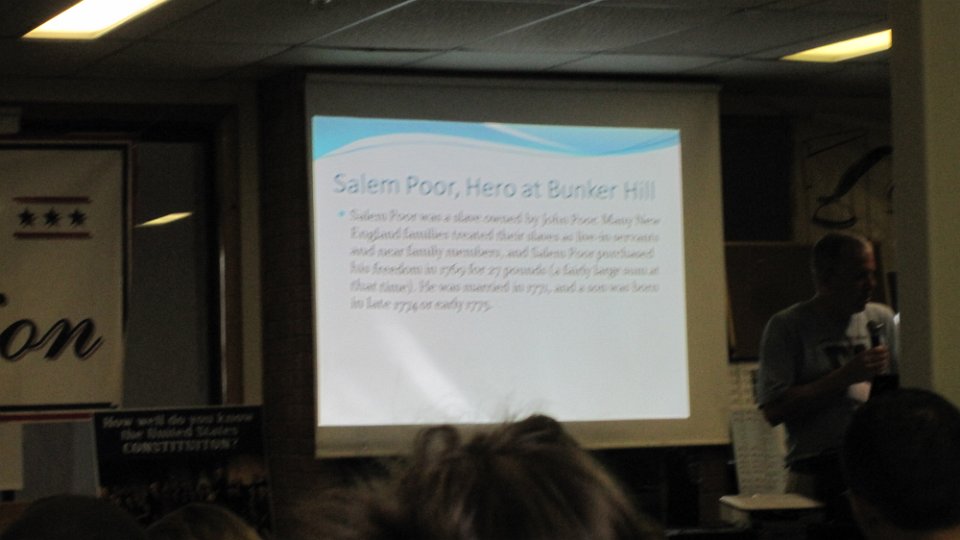 Salem Poor, Hero at Bunker Hill
Salem Poor was a slave owned by John Poor. Many New
England families treated their slaves as live-in servants
and near family members, and Salem Poor purchased
his freedom in 1769 for 27 pounds (a fairly large sum at
that time). He was married in 1771, and a son was born
in late 1774 or early 1775.
on
How well do you know
the United States
CONSTITUTION?